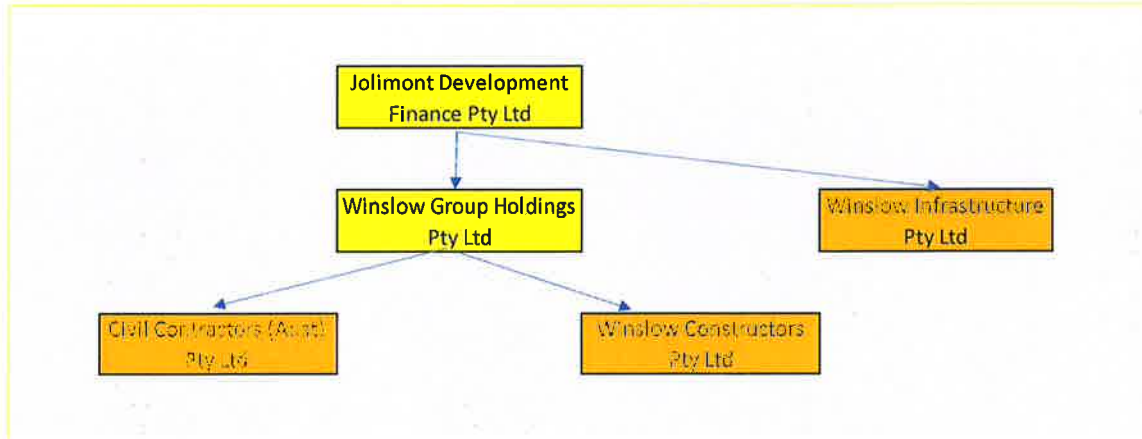 Jolimont Development
Finance Pty Ltd
Winslow Group Holdings
Pty Ltd
Winslow Infrastructure
Pty Ltd
Civil Contractors (Aust)
Pty Ltd
Winslow Constructors
Pty Ltd